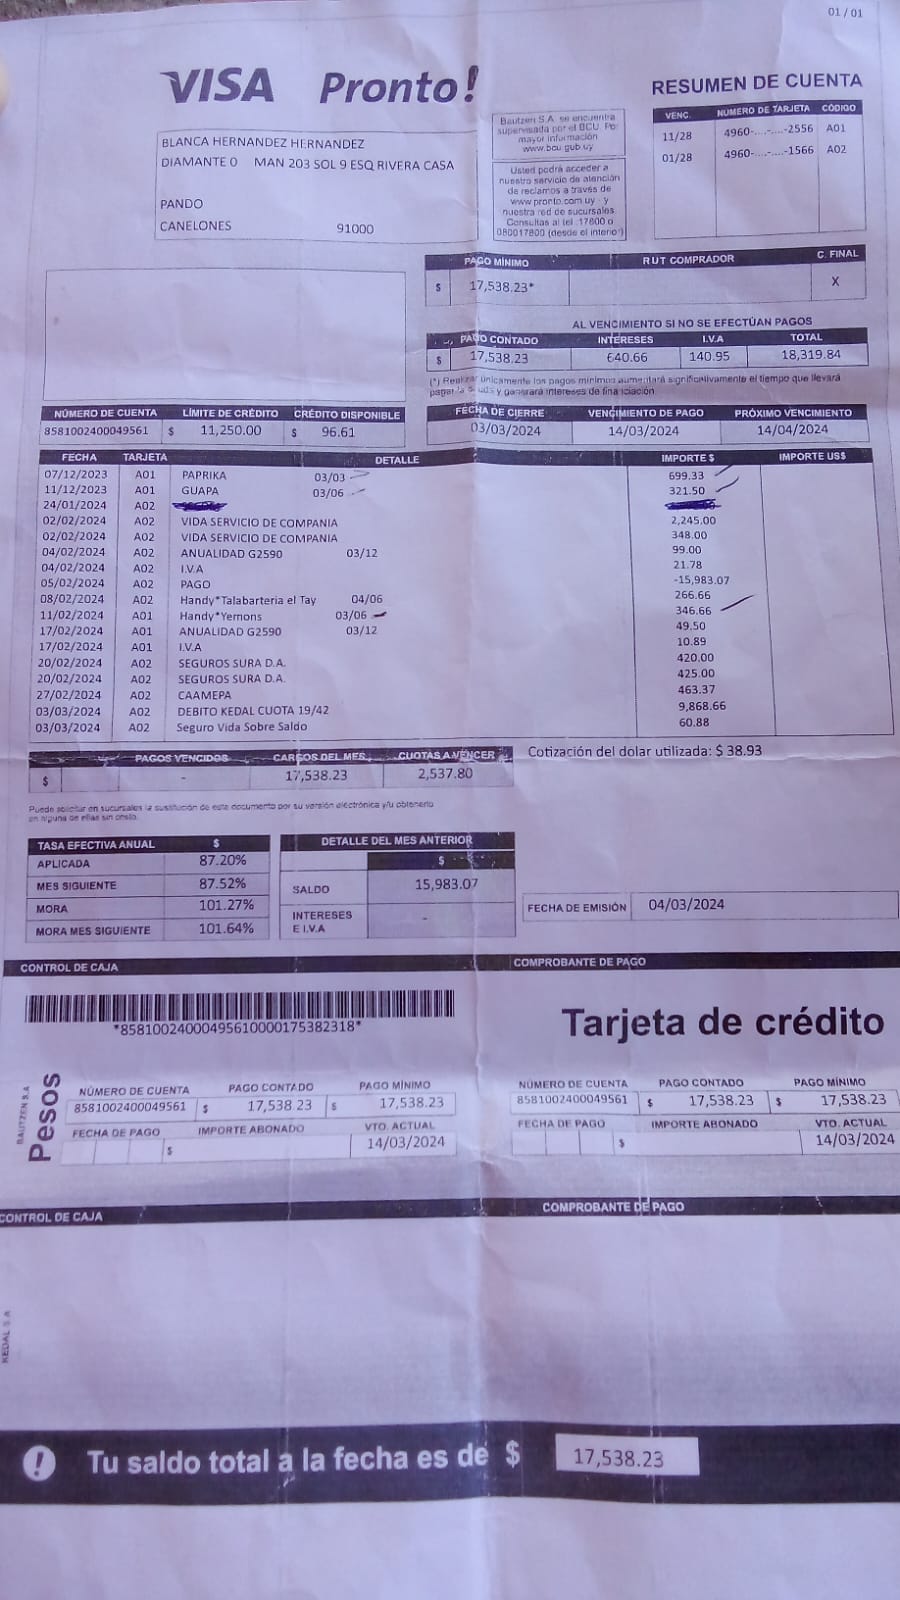 01 / 01
VISA Pronto!
RESUMEN DE CUENTA
Bautzen S.A. se encuentra
supervisada por el BCU. Por
mayor información
www.bcu.gub.uy
VENC. NUMERO DE TARJETA CÓDIGO
11/28 4960-....-....-2556 A01
01/28 4960-....-....-1566 A02
BLANCA HERNANDEZ HERNANDEZ
DIAMANTE 0 MAN 203 SOL 9 ESQ RIVERA CASA
PANDO
CANELONES 91000
Usted podrá acceder a
nuestro servicio de atención
de reclamos a través de
www.pronto.com.uy y
nuestra red de sucursales.
Consultas al tel. 17800 o
080017800 (desde el interior)
PAGO MÍNIMO RUT COMPRADOR C. FINAL
$ 17,538.23* X
AL VENCIMIENTO SI NO SE EFECTÚAN PAGOS
PAGO CONTADO INTERESES I.V.A TOTAL
$ 17,538.23 640.66 140.95 18,319.84
(*) Realizar únicamente los pagos mínimos aumentará significativamente el tiempo que llevará
pagar y generará intereses de financiación.
NÚMERO DE CUENTA LÍMITE DE CRÉDITO CRÉDITO DISPONIBLE
8581002400049561 $ 11,250.00 $ 96.61
FECHA DE CIERRE VENCIMIENTO DE PAGO PRÓXIMO VENCIMIENTO
03/03/2024 14/03/2024 14/04/2024
FECHA TARJETA DETALLE IMPORTE $ IMPORTE US$
07/12/2023 A01 PAPRIKA 03/03 699.33
11/12/2023 A01 GUAPA 03/06 321.50
24/01/2024 A02
02/02/2024 A02 VIDA SERVICIO DE COMPANIA 2,245.00
02/02/2024 A02 VIDA SERVICIO DE COMPANIA 348.00
04/02/2024 A02 ANUALIDAD G2590 03/12 99.00
04/02/2024 A02 I.V.A 21.78
05/02/2024 A02 PAGO -15,983.07
08/02/2024 A02 Handy*Talabarteria el Tay 04/06 266.66
11/02/2024 A01 Handy*Yemons 03/06 346.66
17/02/2024 A01 ANUALIDAD G2590 03/12 49.50
17/02/2024 A01 I.V.A 10.89
20/02/2024 A02 SEGUROS SURA D.A. 420.00
20/02/2024 A02 SEGUROS SURA D.A. 425.00
27/02/2024 A02 CAAMEPA 463.37
03/03/2024 A02 DEBITO KEDAL CUOTA 19/42 9,868.66
03/03/2024 A02 Seguro Vida Sobre Saldo 60.88
PAGOS VENCIDOS CARGOS DEL MES CUOTAS A VENCER
$ - 17,538.23 2,537.80
Cotización del dolar utilizada: $ 38.93
Puede solicitar en sucursales la sustitución de este documento por su versión electrónica y/u obtenerlo
en alguna de ellas sin costo.
TASA EFECTIVA ANUAL $
APLICADA 87.20%
MES SIGUIENTE 87.52%
MORA 101.27%
MORA MES SIGUIENTE 101.64%
DETALLE DEL MES ANTERIOR
$
SALDO 15,983.07
INTERESES
E I.V.A -
FECHA DE EMISIÓN 04/03/2024
CONTROL DE CAJA
COMPROBANTE DE PAGO
*85810024000495610000175382318*
Tarjeta de crédito
BAUTZEN S.A
Pesos
NÚMERO DE CUENTA PAGO CONTADO PAGO MÍNIMO
8581002400049561 $ 17,538.23 $ 17,538.23
FECHA DE PAGO IMPORTE ABONADO VTO. ACTUAL
$ 14/03/2024
NÚMERO DE CUENTA PAGO CONTADO PAGO MÍNIMO
8581002400049561 $ 17,538.23 $ 17,538.23
FECHA DE PAGO IMPORTE ABONADO VTO. ACTUAL
$ 14/03/2024
CONTROL DE CAJA
COMPROBANTE DE PAGO
KEDAL S.A
! Tu saldo total a la fecha es de $ 17,538.23